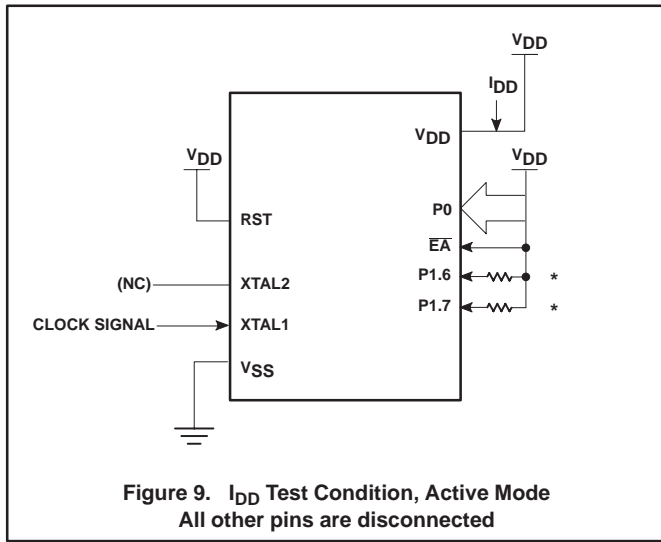 VDD
IDD
VDD
VDD
VDD
P0
RST
EA
P1.6
*
(NC)
XTAL2
P1.7
*
CLOCK SIGNAL
XTAL1
VSS
Figure 9. IDD Test Condition, Active Mode
All other pins are disconnected